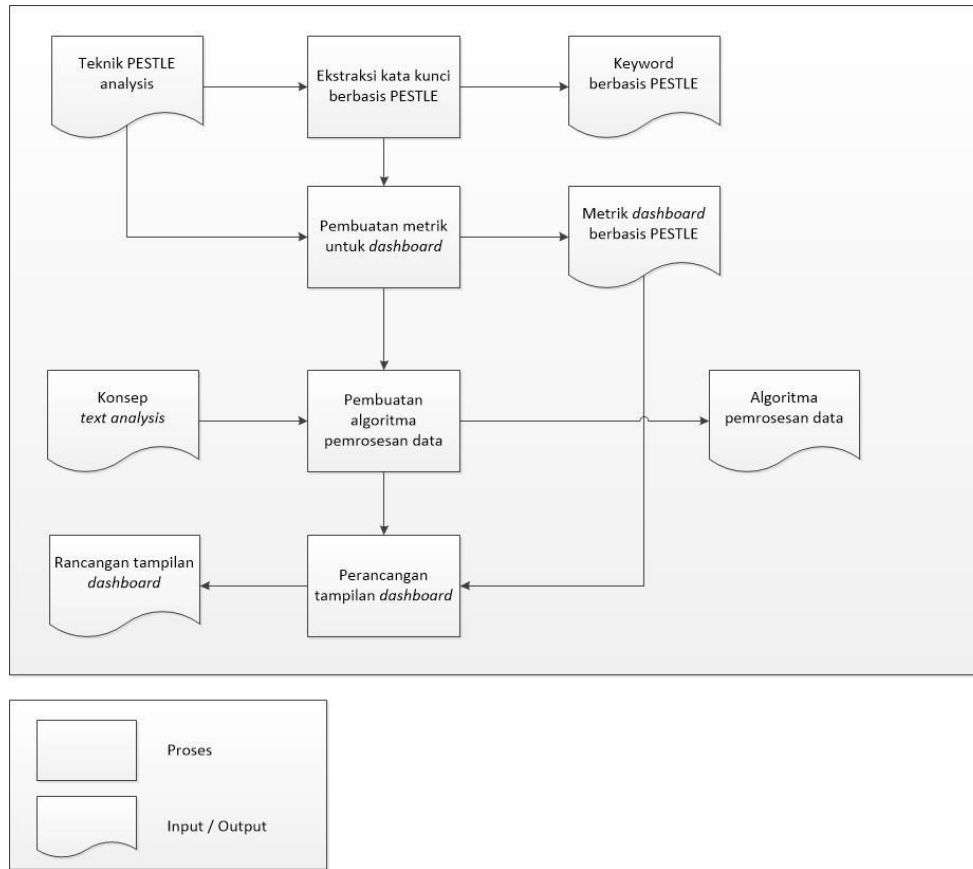 Teknik PESTLE
analysis
Ekstraksi kata kunci
berbasis PESTLE
Keyword
berbasis PESTLE
Pembuatan metrik
untuk dashboard
Metrik dashboard
berbasis PESTLE
Konsep
text analysis
Pembuatan
algoritma
pemrosesan data
Algoritma
pemrosesan data
Rancangan tampilan
dashboard
Perancangan
tampilan dashboard
Proses
Input / Output